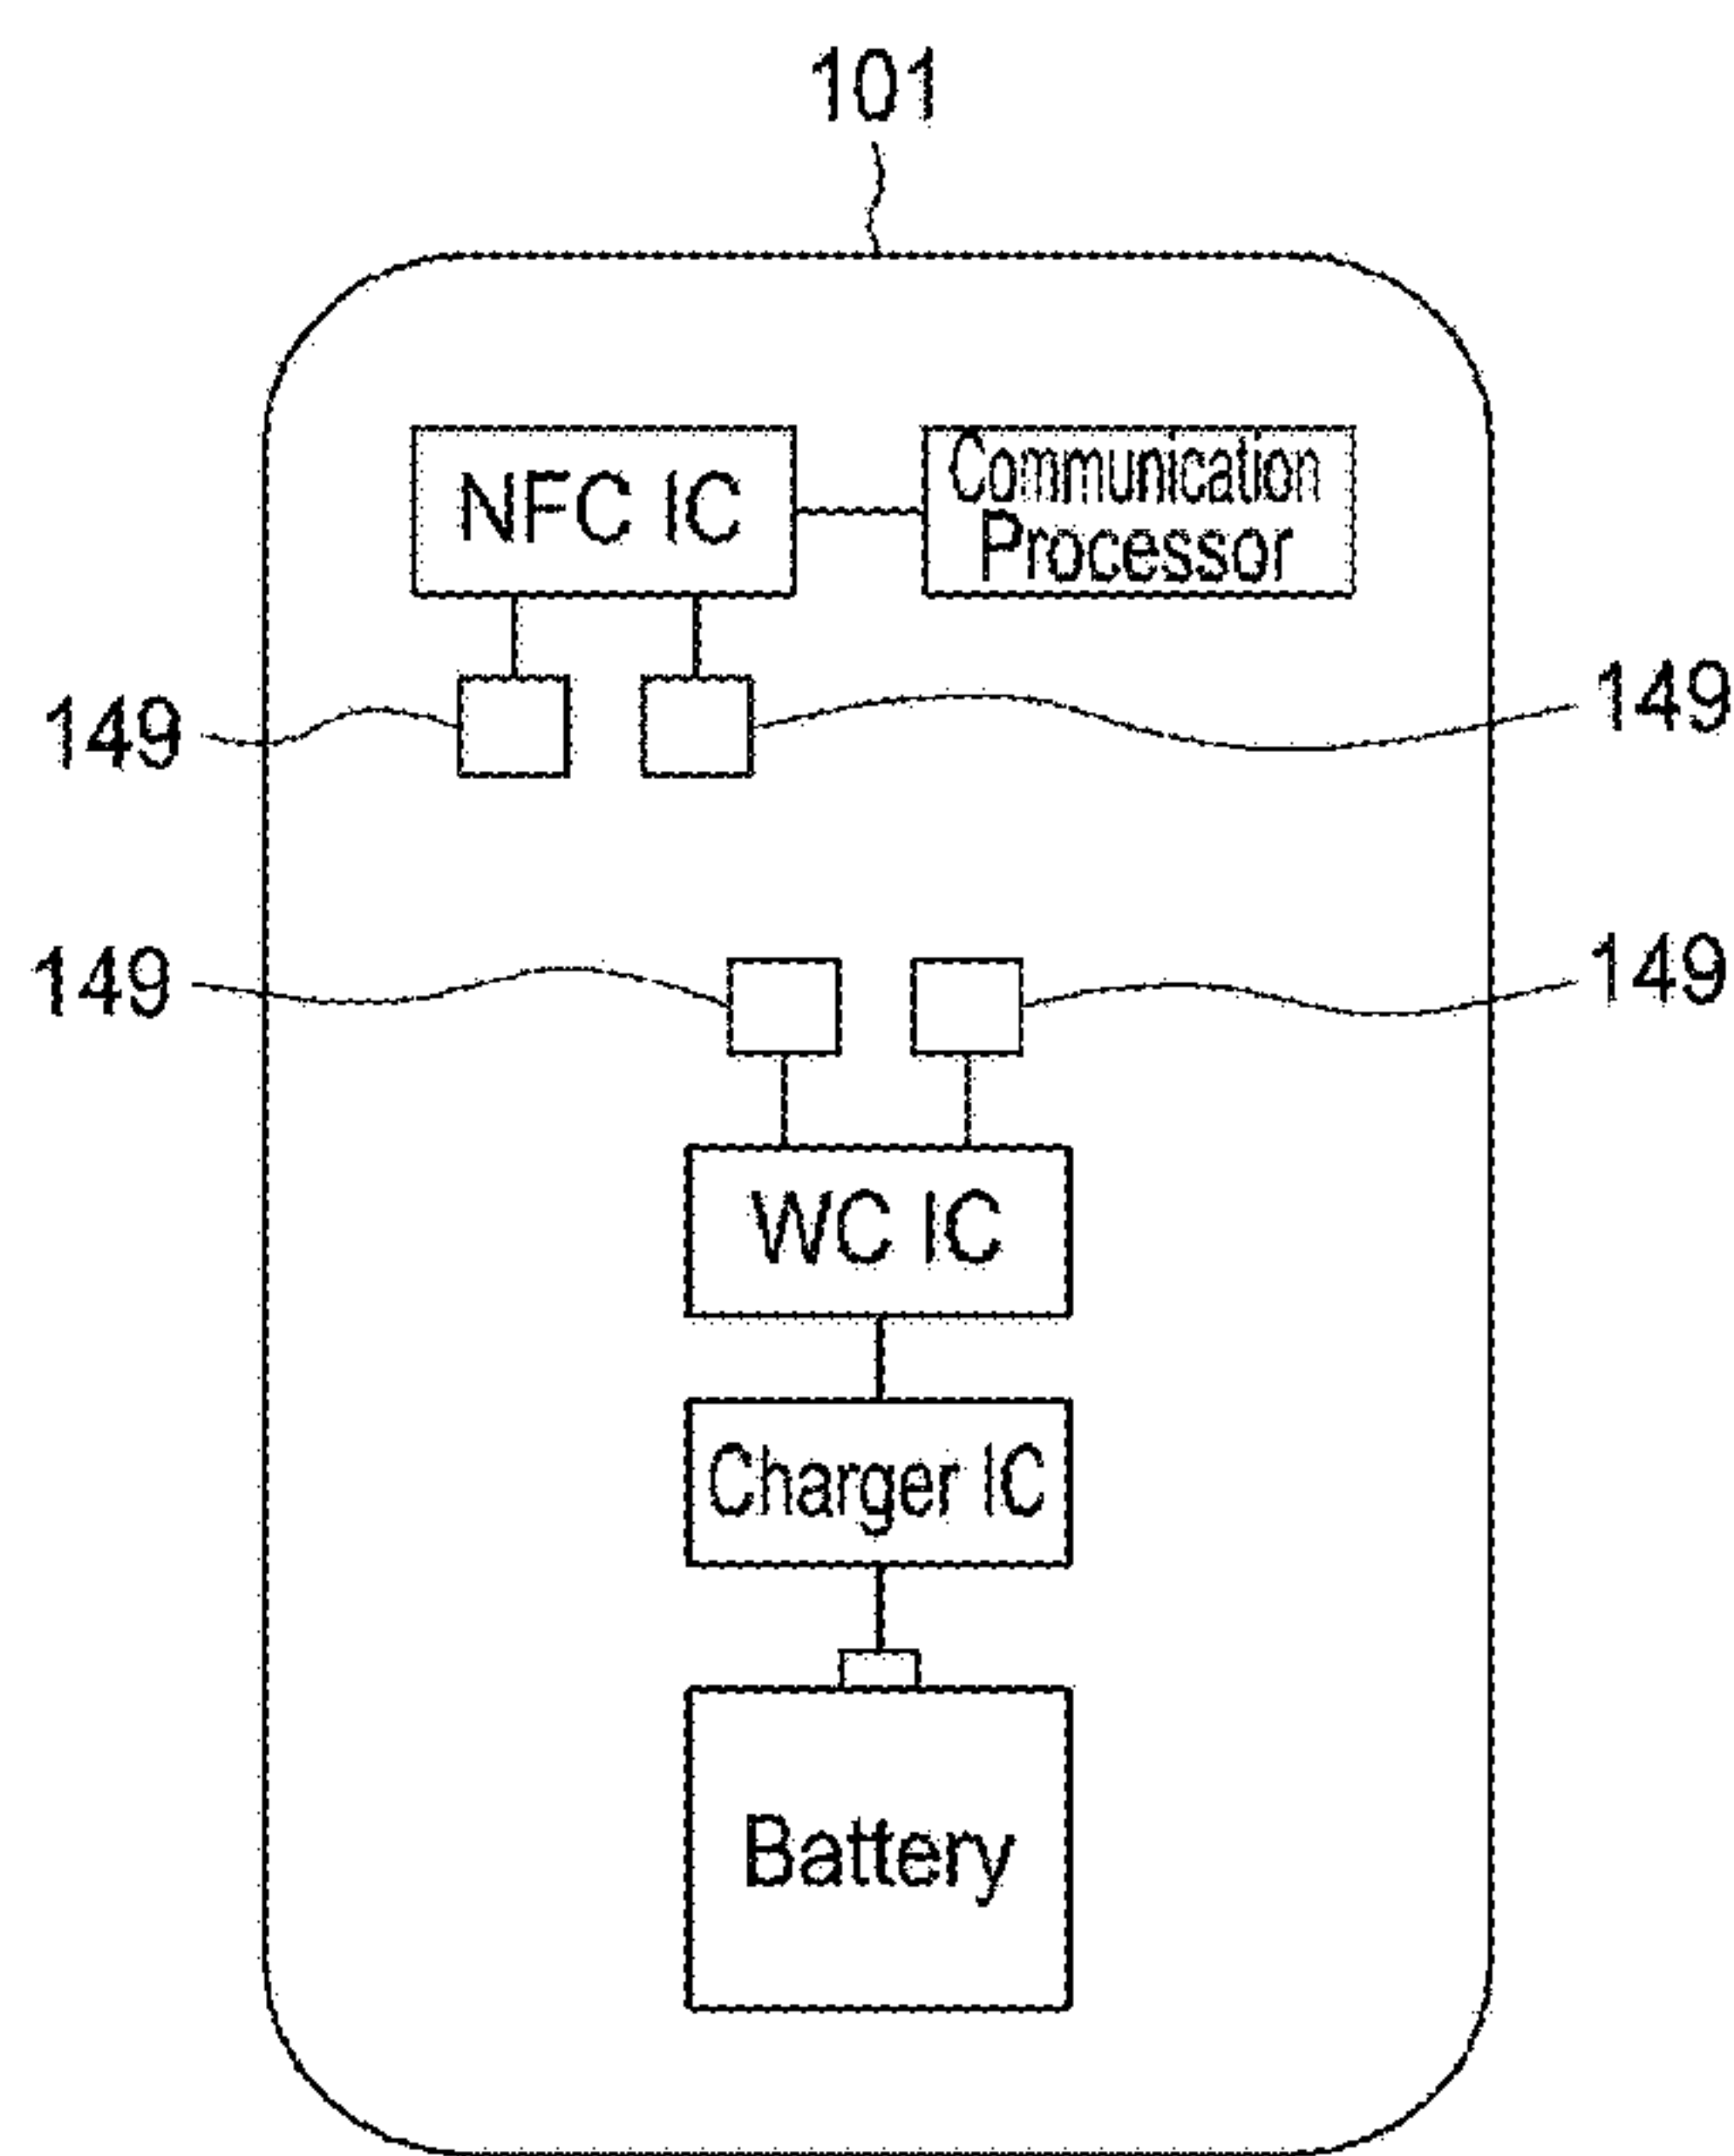 101
NFC IC
Communication
Processor
149
149
149
149
WC IC
Charger IC
Battery